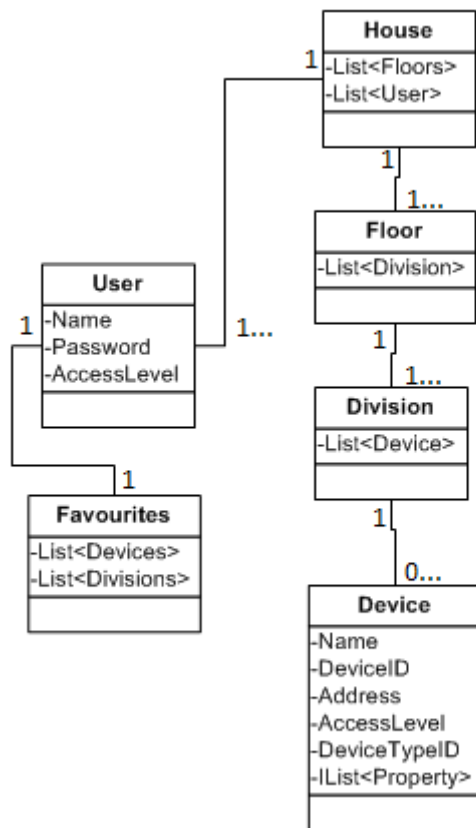 House
-List<Floors>
-List<User>
1
1
1...
Floor
-List<Division>
User
-Name
-Password
-AccessLevel
1
1...
1
1...
Division
-List<Device>
1
Favourites
-List<Devices>
-List<Divisions>
1
0...
Device
-Name
-DeviceID
-Address
-AccessLevel
-DeviceTypeID
-IList<Property>